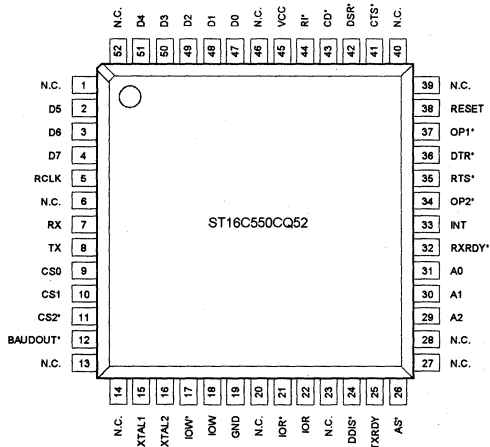 N.C. D4 D3 D2 D1 D0 N.C. VCC RI* CD* DSR* CTS* N.C.
52 51 50 49 48 47 46 45 44 43 42 41 40
N.C. 1
D5 2
D6 3
D7 4
RCLK 5
N.C. 6
RX 7
TX 8
CS0 9
CS1 10
CS2* 11
BAUDOUT* 12
N.C. 13
ST16C550CQ52
39 N.C.
38 RESET
37 OP1*
36 DTR*
35 RTS*
34 OP2*
33 INT
32 RXRDY*
31 A0
30 A1
29 A2
28 N.C.
27 N.C.
14 15 16 17 18 19 20 21 22 23 24 25 26
N.C. XTAL1 XTAL2 IOW* IOW GND N.C. IOR* IOR N.C. DDIS* TXRDY AS*